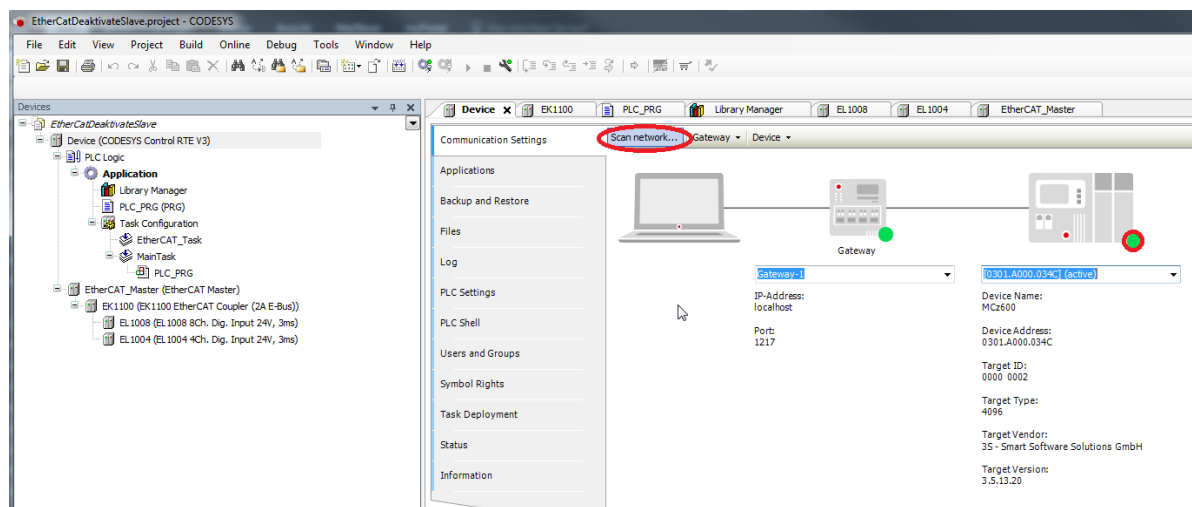 EtherCatDeaktivateSlave.project - CODESYS
File Edit View Project Build Online Debug Tools Window Help
Devices
EtherCatDeaktivateSlave
Device (CODESYS Control RTE V3)
PLC Logic
Application
Library Manager
PLC_PRG (PRG)
Task Configuration
EtherCAT_Task
MainTask
PLC_PRG
EtherCAT_Master (EtherCAT Master)
EK1100 (EK1100 EtherCAT Coupler (2A E-Bus))
EL1008 (EL1008 8Ch. Dig. Input 24V, 3ms)
EL1004 (EL1004 4Ch. Dig. Input 24V, 3ms)
Device EK1100 PLC_PRG Library Manager EL1008 EL1004 EtherCAT_Master
Communication Settings
Applications
Backup and Restore
Files
Log
PLC Settings
PLC Shell
Users and Groups
Symbol Rights
Task Deployment
Status
Information
Scan network... Gateway Device
Gateway
Gateway-1
IP-Address:
localhost
Port:
1217
[0301.A000.034C] (active)
Device Name:
MCz600
Device Address:
0301.A000.034C
Target ID:
0000 0002
Target Type:
4096
Target Vendor:
3S - Smart Software Solutions GmbH
Target Version:
3.5.13.20